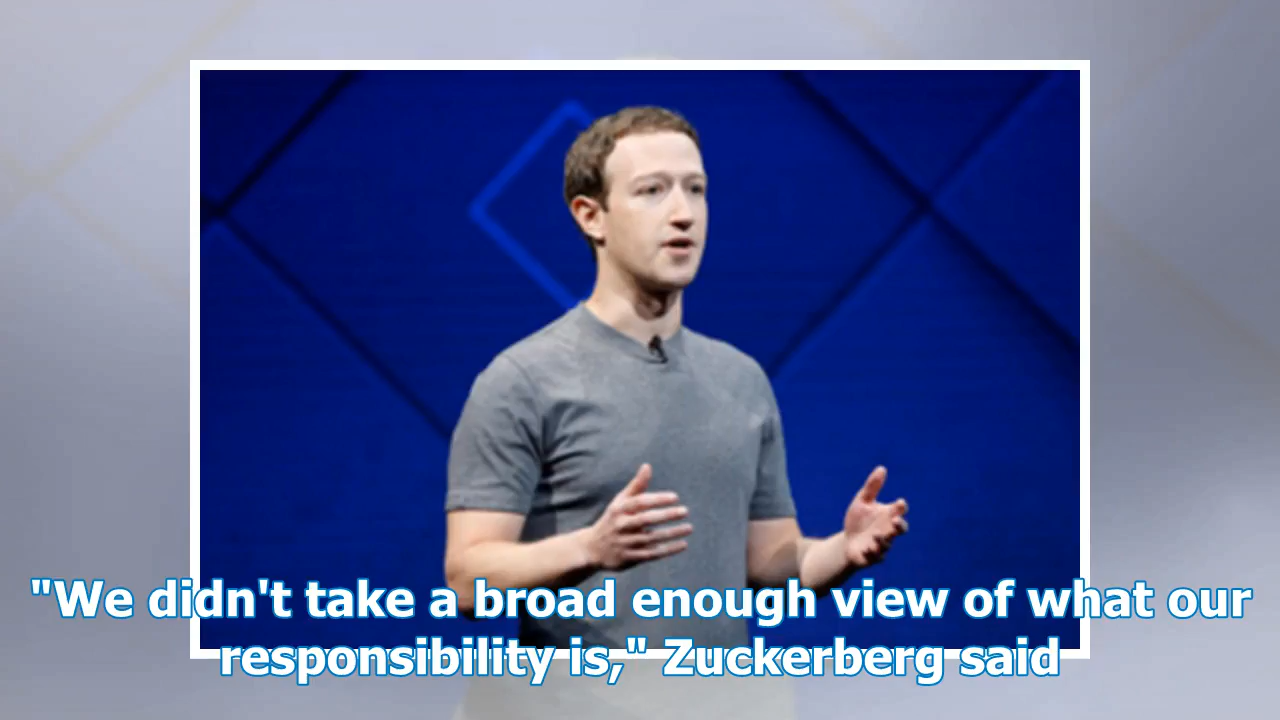 "We didn't take a broad enough view of what our
responsibility is," Zuckerberg said